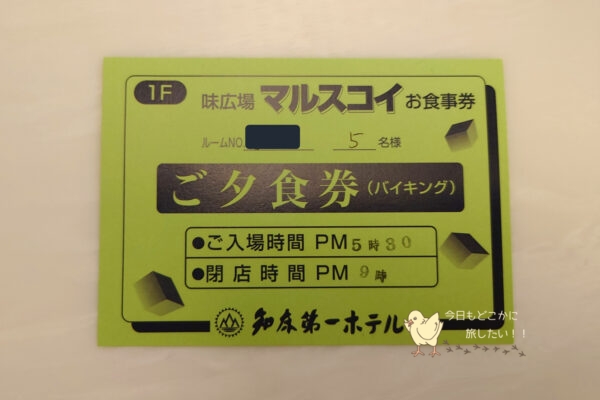 1F
味広場 マルスコイ お食事券
ルームNO. 5名様
ご夕食券(バイキング)
●ご入場時間 PM 5時30
●閉店時間 PM 9時
知床第一ホテル
今日もどこかに
旅したい!!